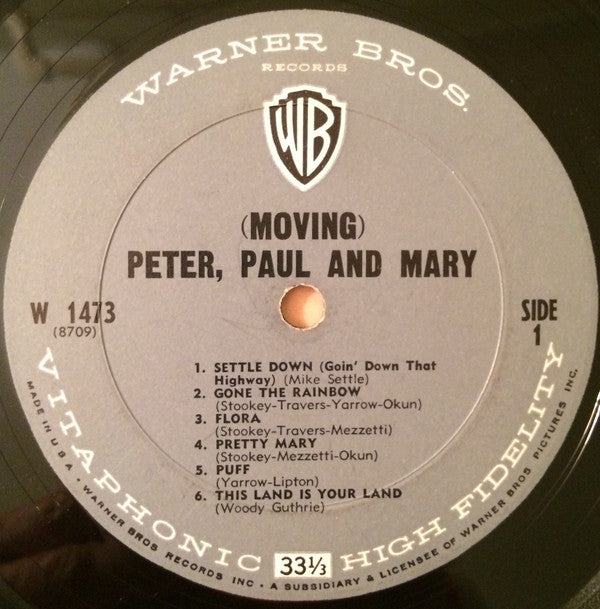 WARNER BROS.
RECORDS
WB
(MOVING)
PETER, PAUL AND MARY
W 1473
(8709)
SIDE
1
1. SETTLE DOWN (Goin' Down That
Highway) (Mike Settle)
2. GONE THE RAINBOW
(Stookey-Travers-Yarrow-Okun)
3. FLORA
(Stookey-Travers-Mezzetti)
4. PRETTY MARY
(Stookey-Mezzetti-Okun)
5. PUFF
(Yarrow-Lipton)
6. THIS LAND IS YOUR LAND
(Woody Guthrie)
VITAPHONIC 33⅓ HIGH FIDELITY
MADE IN U S A • WARNER BROS RECORDS INC • A SUBSIDIARY & LICENSEE OF WARNER BROS PICTURES INC.